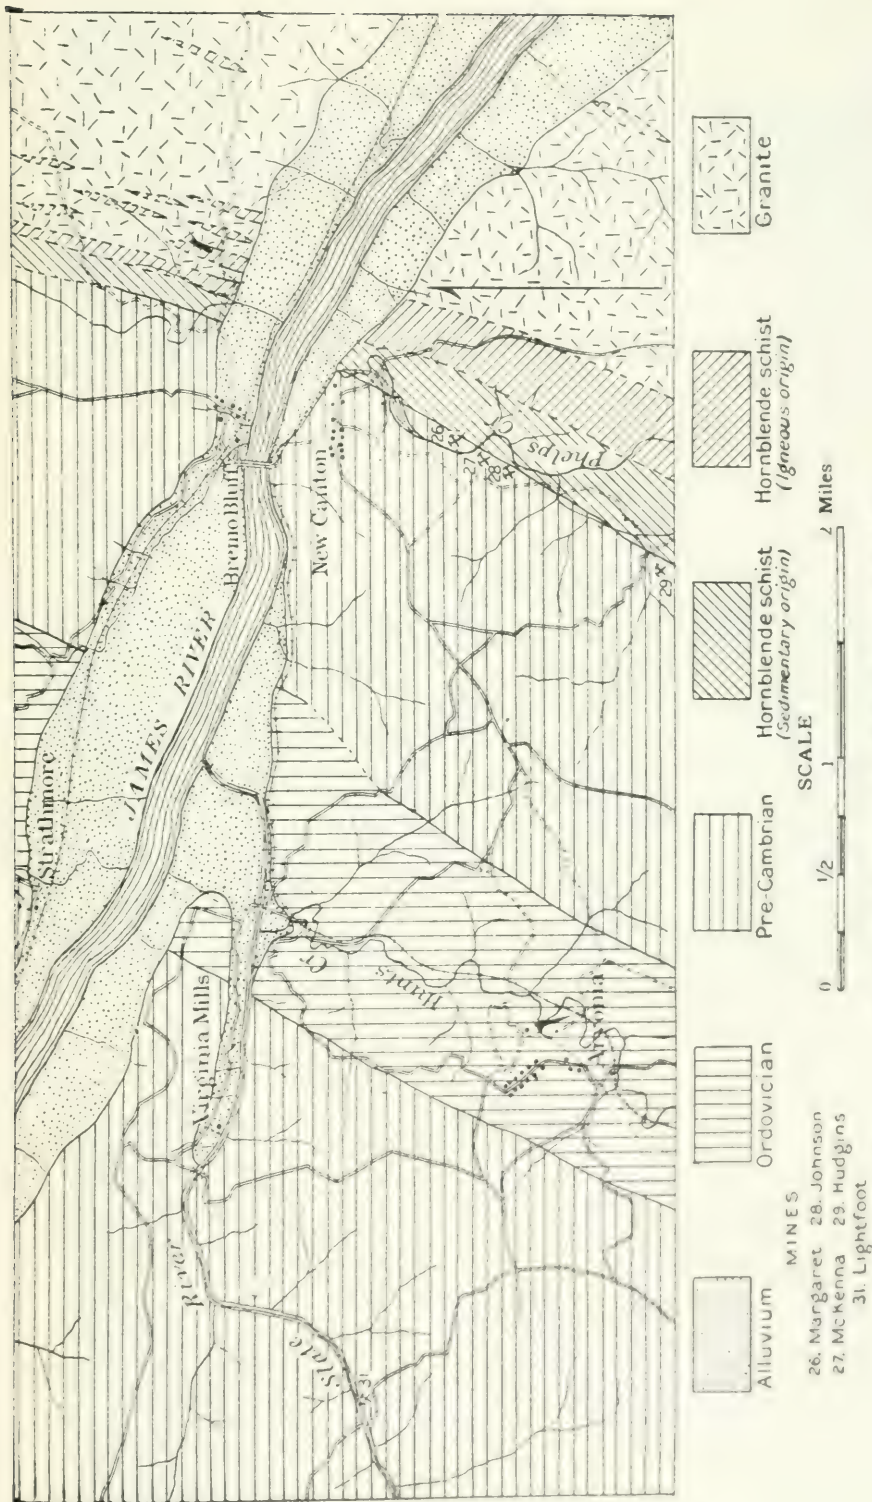 Strathmore
JAMES RIVER
Bremo Bluff
New Canton
Virginia Mills
Hunts Cr.
Arvonia
Slate River
Phelps C
26
27
28
29
31
Alluvium
Ordovician
Pre-Cambrian
Hornblende schist
(Sedimentary origin)
Hornblende schist
(Igneous origin)
Granite
MINES
26. Margaret 28. Johnson
27. McKenna 29. Hudgins
31. Lightfoot
SCALE
0 1/2 1 2 Miles